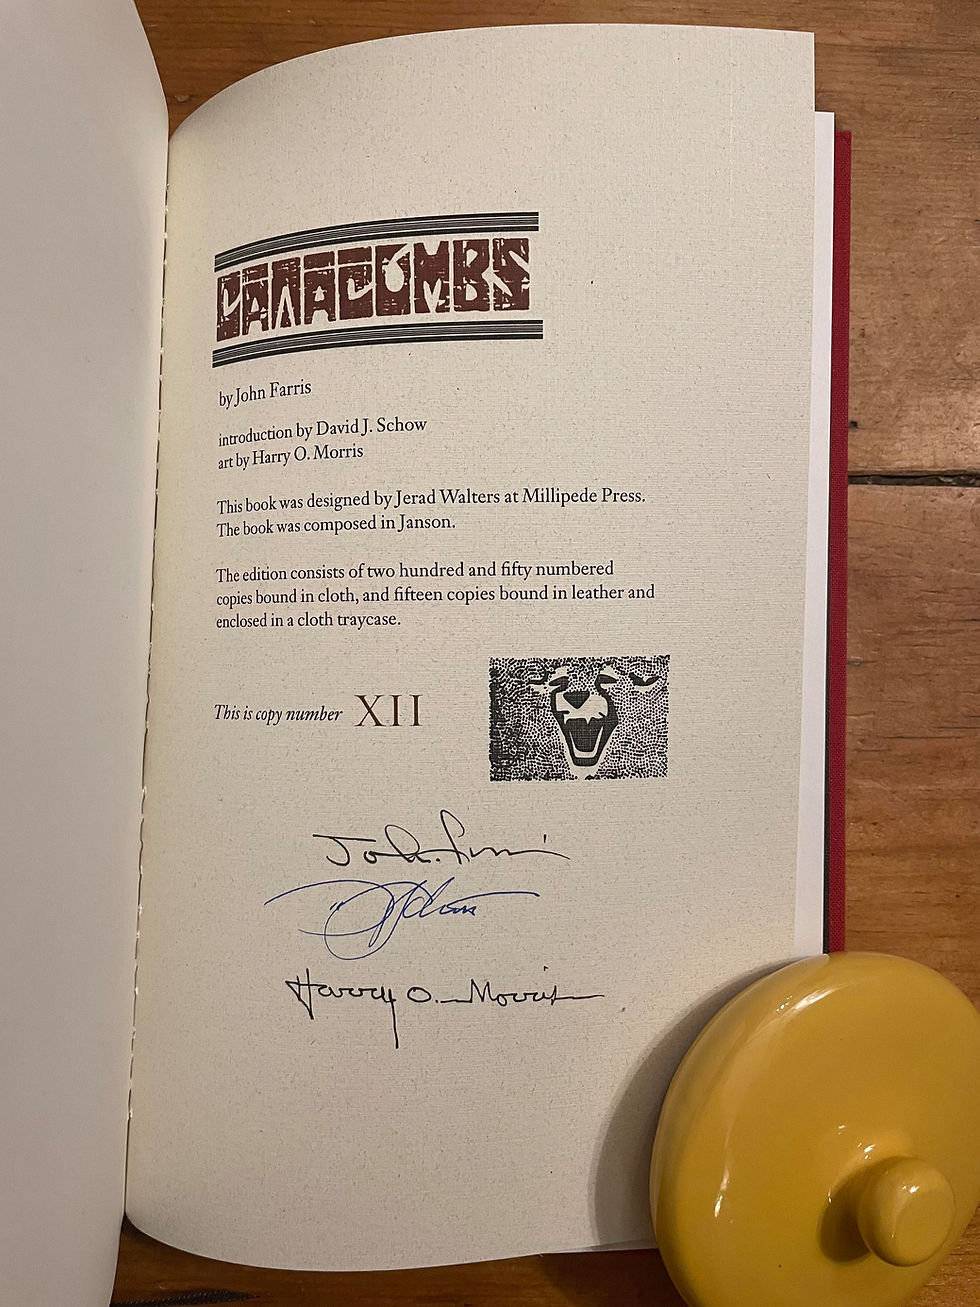 CATACOMBS
by John Farris
introduction by David J. Schow
art by Harry O. Morris
This book was designed by Jerad Walters at Millipede Press.
The book was composed in Janson.
The edition consists of two hundred and fifty numbered
copies bound in cloth, and fifteen copies bound in leather and
enclosed in a cloth traycase.
This is copy number XII
John Farris
Harry O. Morris